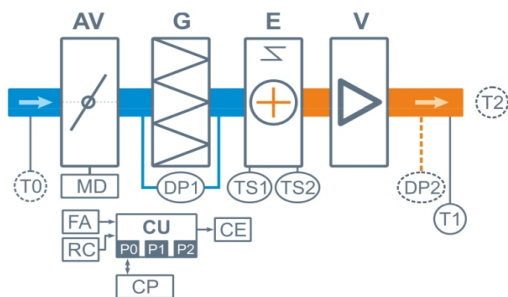 AV G E V
T2
T0 MD DP1 TS1 TS2 DP2
T1
FA CU CE
RC P0 P1 P2
CP